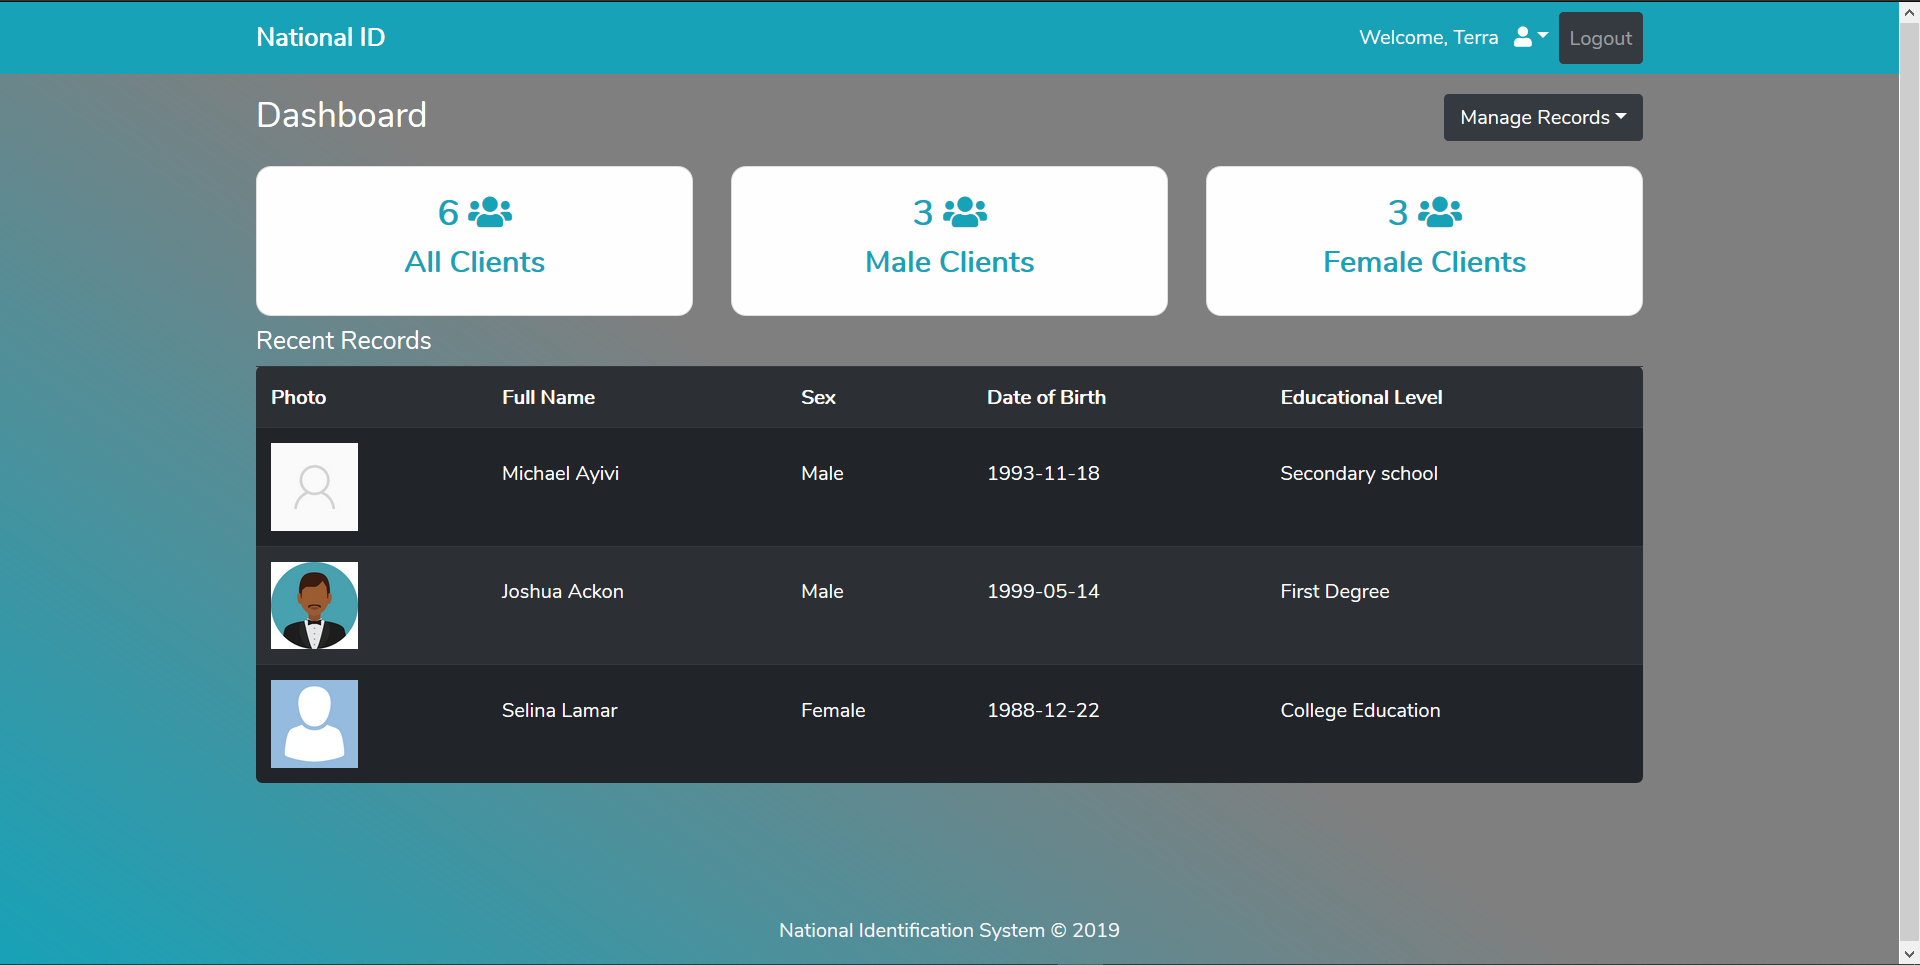 National ID
Welcome, Terra
Logout
Dashboard
Manage Records
6
All Clients
3
Male Clients
3
Female Clients
Recent Records
Photo Full Name Sex Date of Birth Educational Level
Michael Ayivi Male 1993-11-18 Secondary school
Joshua Ackon Male 1999-05-14 First Degree
Selina Lamar Female 1988-12-22 College Education
National Identification System © 2019